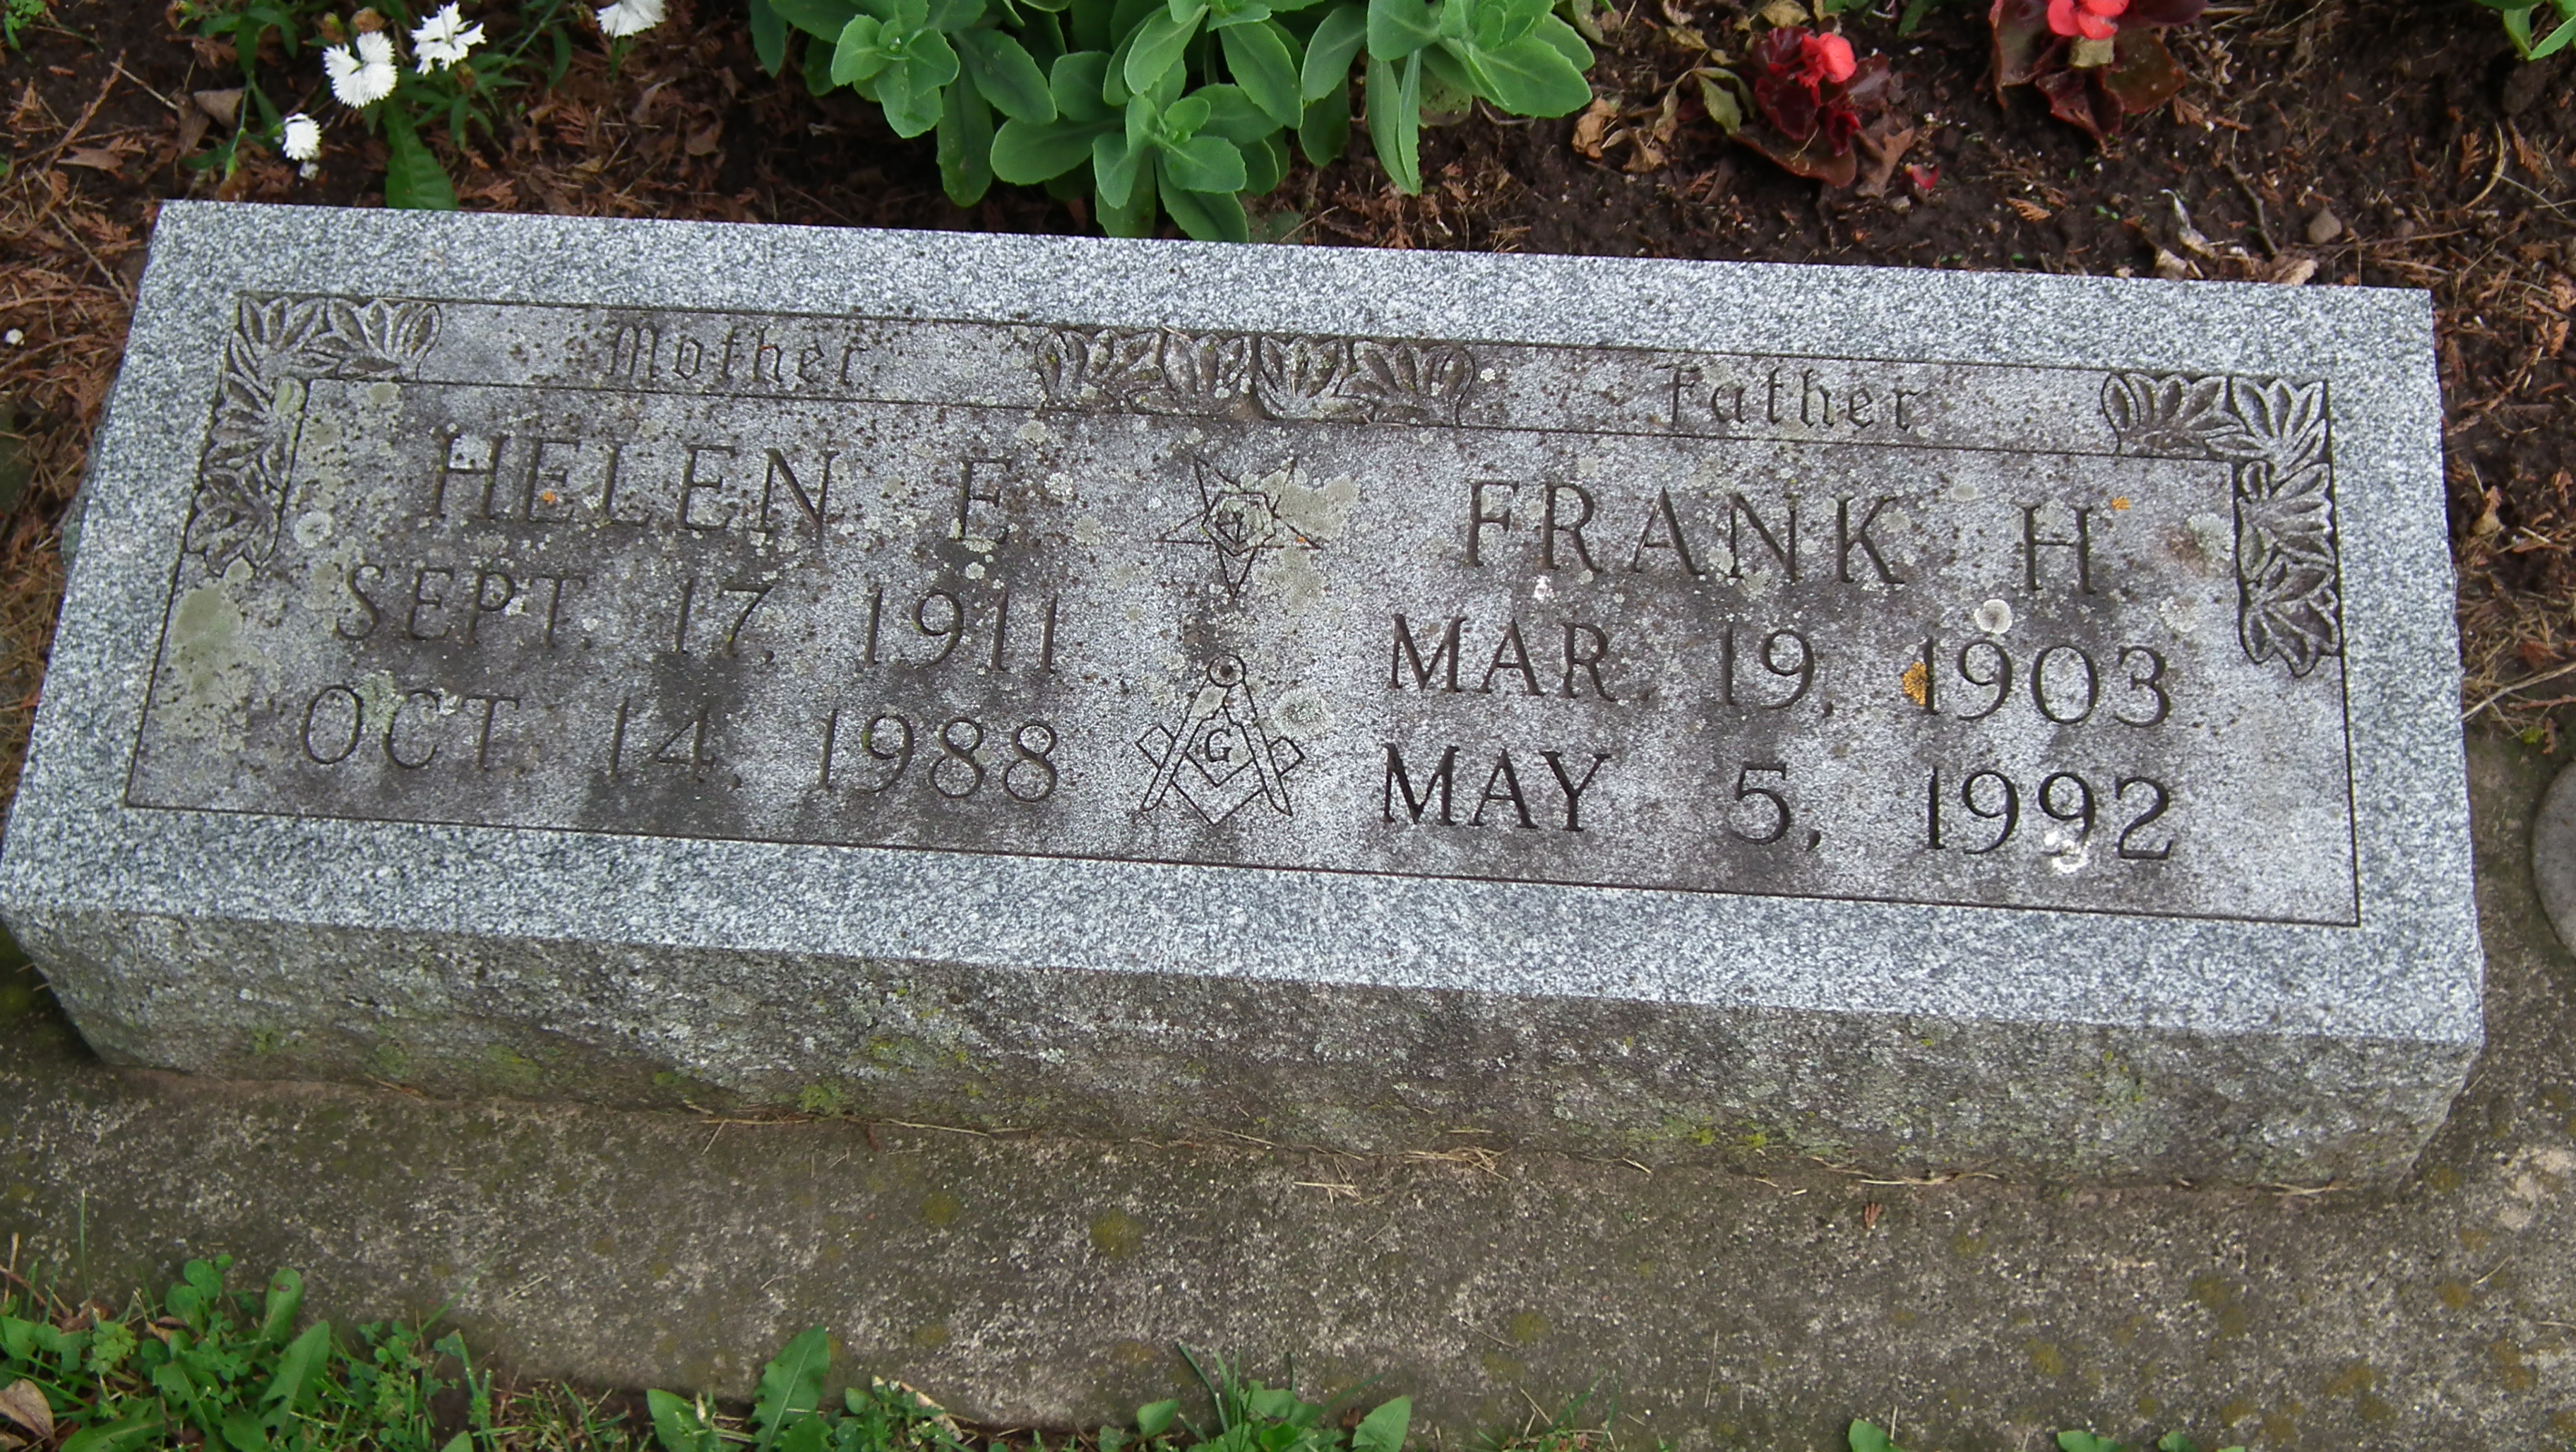 Mother Father
HELEN E FRANK H
SEPT. 17, 1911 MAR. 19, 1903
OCT. 14, 1988 MAY 5, 1992
G